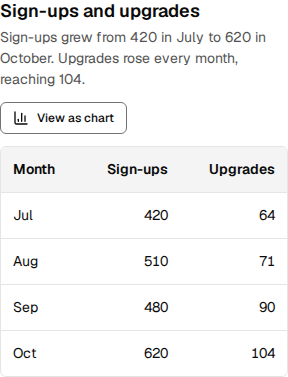 Sign-ups and upgrades
Sign-ups grew from 420 in July to 620 in
October. Upgrades rose every month,
reaching 104.
View as chart
Month Sign-ups Upgrades
Jul 420 64
Aug 510 71
Sep 480 90
Oct 620 104